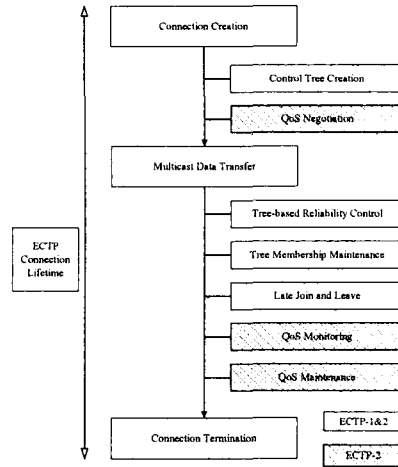 Connection Creation
Control Tree Creation
QoS Negotiation
Multicast Data Transfer
Tree-based Reliability Control
Tree Membership Maintenance
ECTP
Connection
Lifetime
Late Join and Leave
QoS Monitoring
QoS Maintenance
Connection Termination
ECTP-1&2
ECTP-2